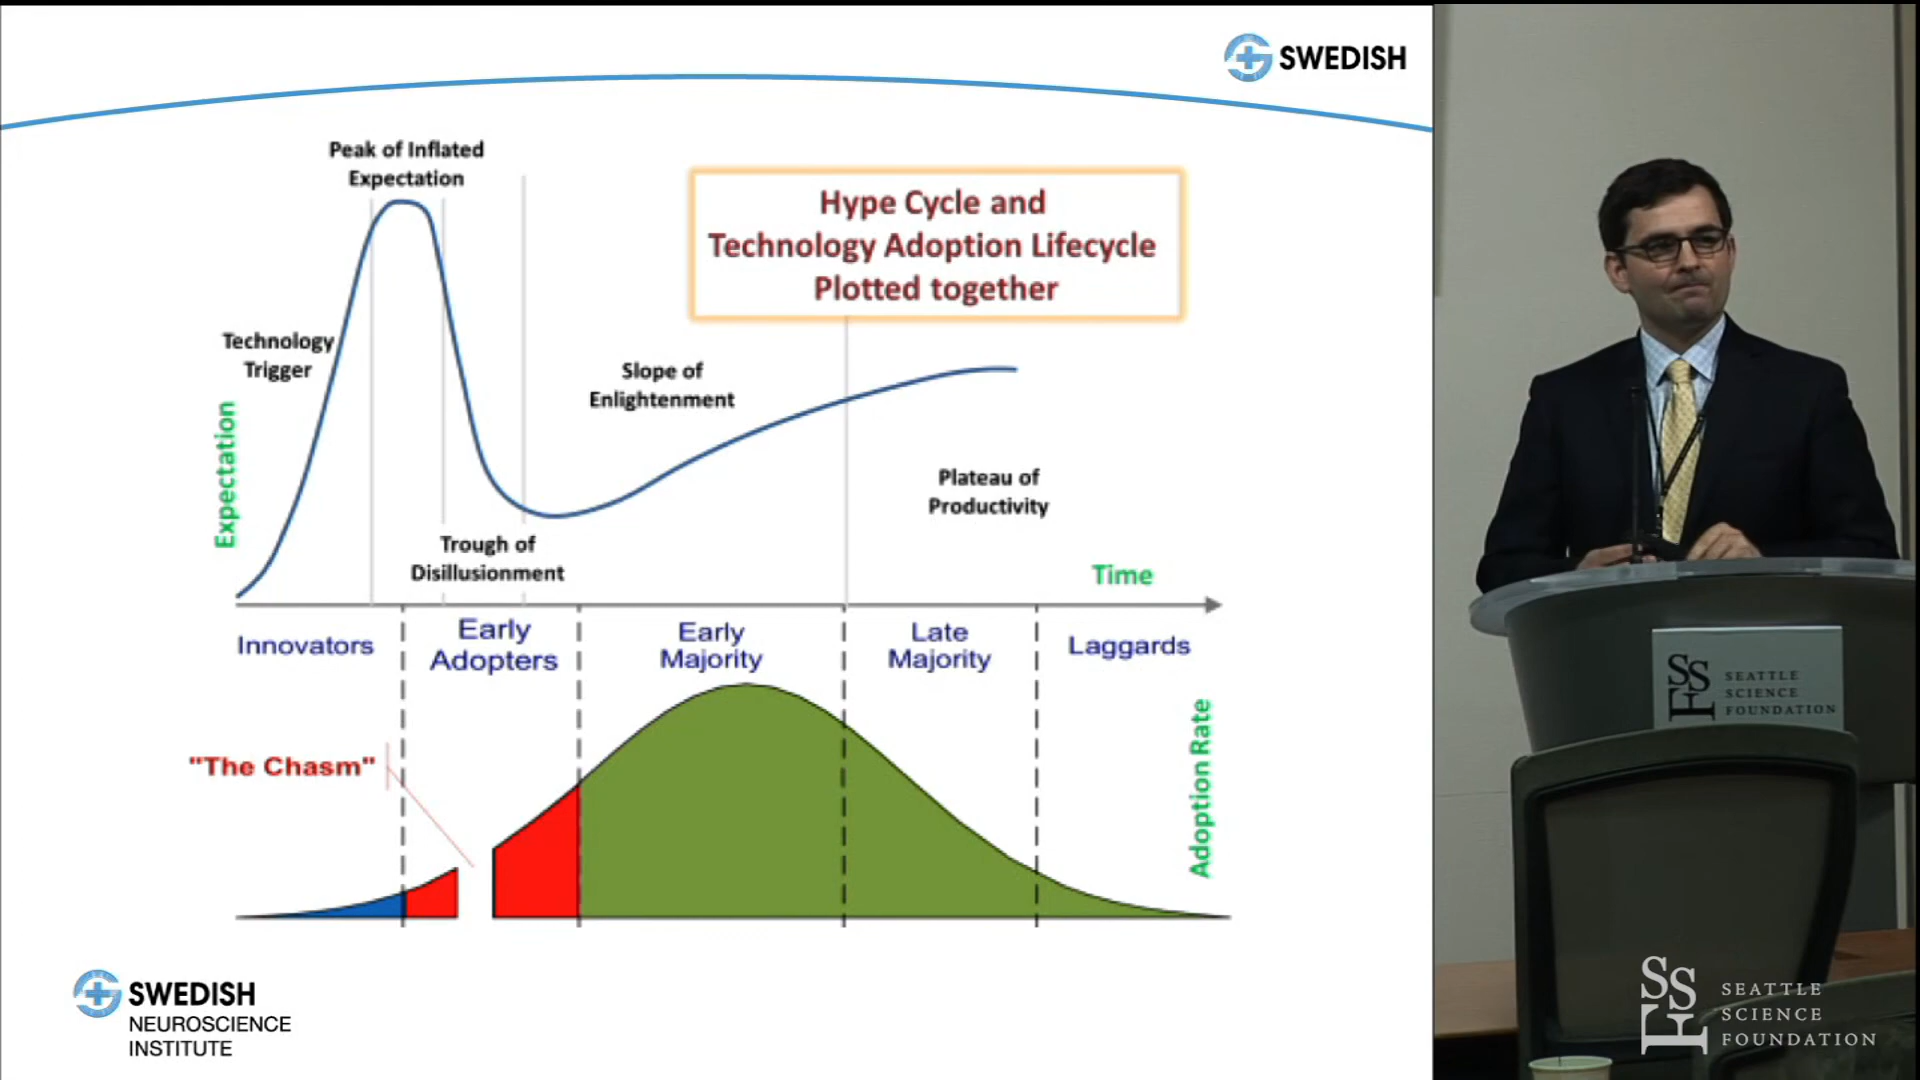 SWEDISH
Peak of Inflated
Expectation
Hype Cycle and
Technology Adoption Lifecycle
Plotted together
Technology
Trigger
Slope of
Enlightenment
Expectation
Plateau of
Productivity
Trough of
Disillusionment
Time
Innovators
Early
Adopters
Early
Majority
Late
Majority
Laggards
"The Chasm"
Adoption Rate
SWEDISH
NEUROSCIENCE
INSTITUTE
SSF
SEATTLE
SCIENCE
FOUNDATION
SSF
SEATTLE
SCIENCE
FOUNDATION